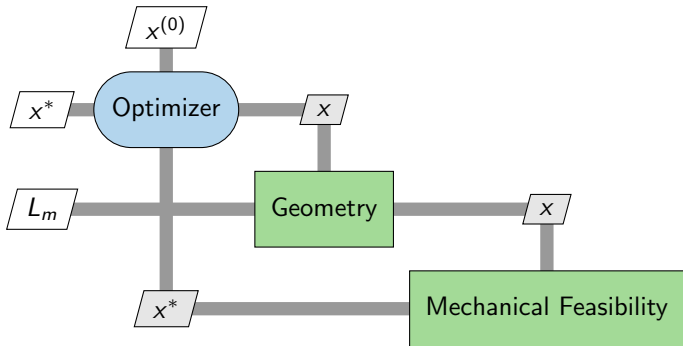 x^(0)
x* Optimizer x
L_m Geometry x
x* Mechanical Feasibility